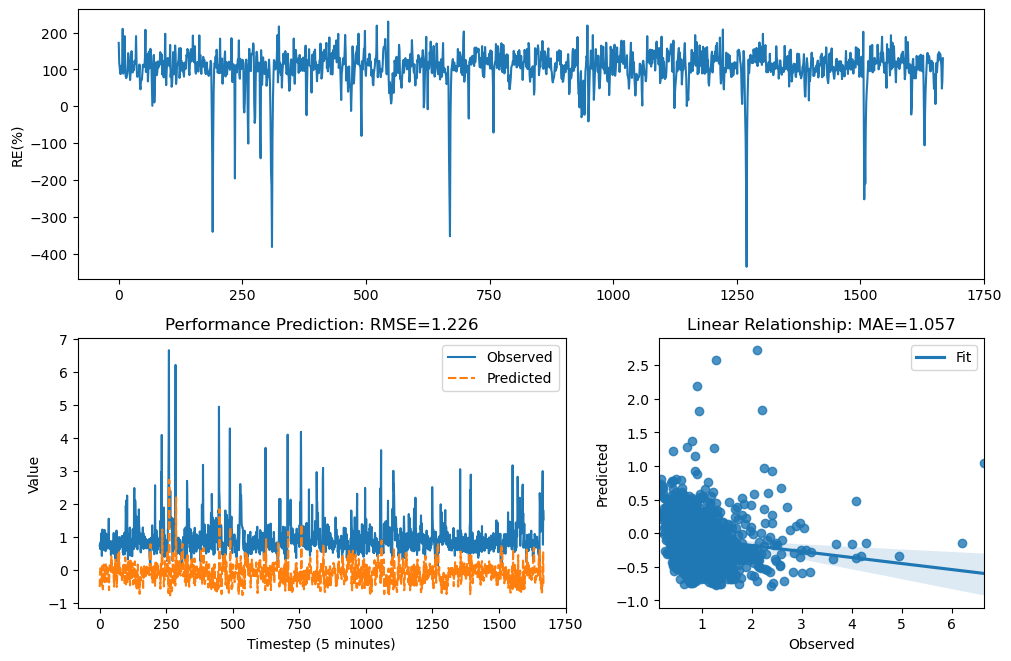 RE(%)
200
100
0
−100
−200
−300
−400
0 250 500 750 1000 1250 1500 1750
Performance Prediction: RMSE=1.226
Value
7
6
5
4
3
2
1
0
−1
Observed
Predicted
0 250 500 750 1000 1250 1500 1750
Timestep (5 minutes)
Linear Relationship: MAE=1.057
Predicted
2.5
2.0
1.5
1.0
0.5
0.0
−0.5
−1.0
Fit
1 2 3 4 5 6
Observed